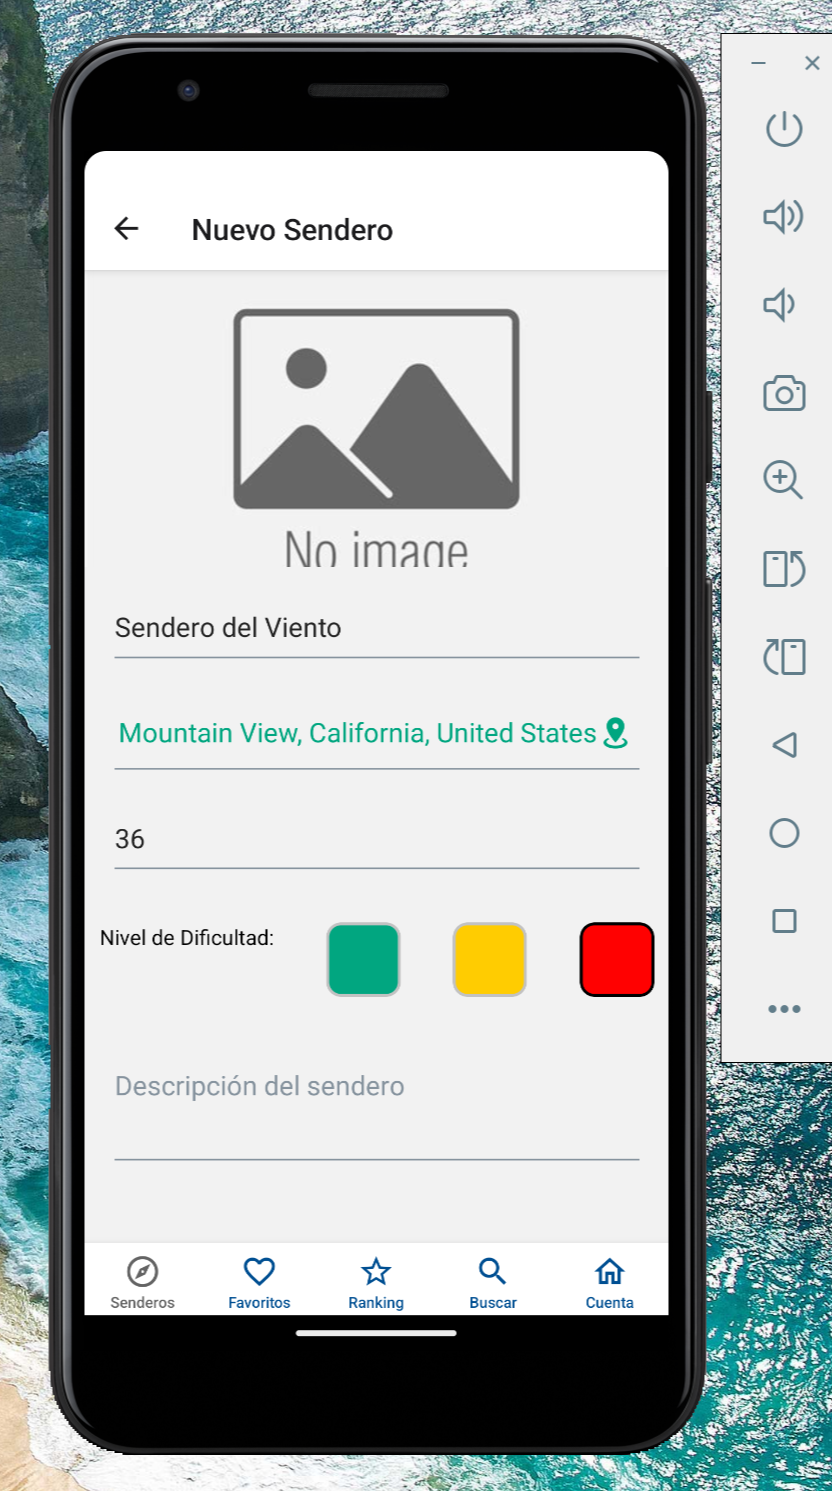 Nuevo Sendero
No image
Sendero del Viento
Mountain View, California, United States
36
Nivel de Dificultad:
Descripción del sendero
Senderos
Favoritos
Ranking
Buscar
Cuenta